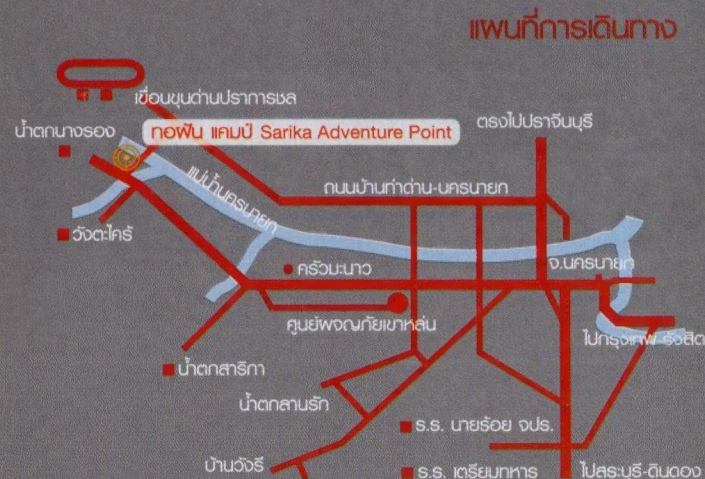 แผนที่การเดินทาง
เขื่อนขุนด่านปราการชล
น้ำตกนางรอง
ทอฝัน แคมป์ Sarika Adventure Point
ตรงไปปราจีนบุรี
แม่น้ำนครนายก
ถนนบ้านท่าด่าน-นครนายก
วังตะไคร้
ครัวมะนาว
จ.นครนายก
ศูนย์ผจญภัยเขาหล่น
ไปกรุงเทพ รังสิต
น้ำตกสาริกา
น้ำตกลานรัก
ร.ร. นายร้อย จปร.
บ้านวังรี
ร.ร. เตรียมทหาร
ไปสระบุรี-ดินดอง